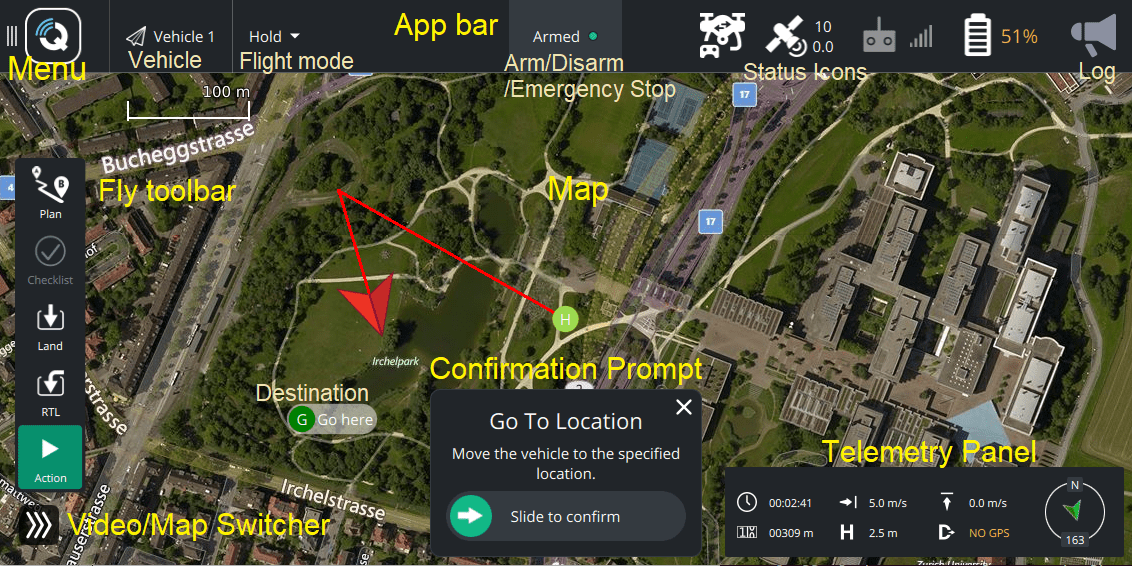 Vehicle 1
Hold
App bar
Armed
10
0.0
51%
Menu
Vehicle
Flight mode
Arm/Disarm
/Emergency Stop
Status Icons
Log
100 m
17
Bucheggstrasse
4
Fly toolbar
Map
B
Plan
17
Checklist
Land
H
Irchelpark
Confirmation Prompt
RTL
Destination
G Go here
Go To Location
Move the vehicle to the specified
location.
Slide to confirm
Action
Telemetry Panel
Irchelstrasse
Video/Map Switcher
00:02:41
5.0 m/s
0.0 m/s
N
00309 m
H
2.5 m
NO GPS
163